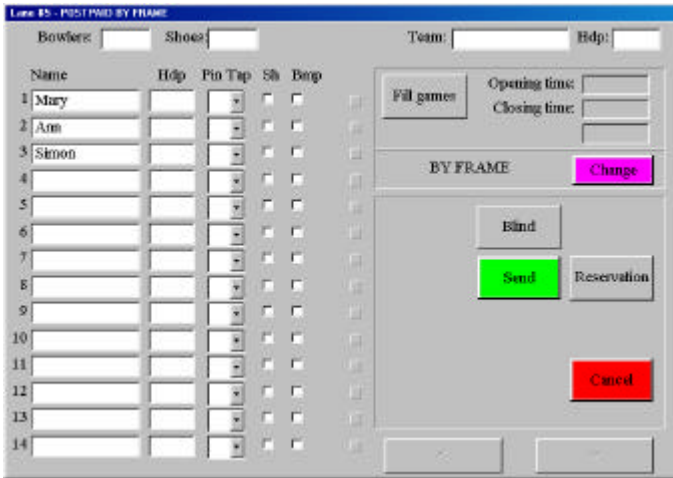 Lane #5 - POSTPAID BY FRAME
Bowlers: Shoes: Team: Hdp:
Name Hdp Pin Tap Sh Bmp
Fill games
Opening time:
Closing time:
1 Mary
2 Ann
3 Simon
4
5
6
7
8
9
10
11
12
13
14
BY FRAME Change
Blind
Send Reservation
Cancel